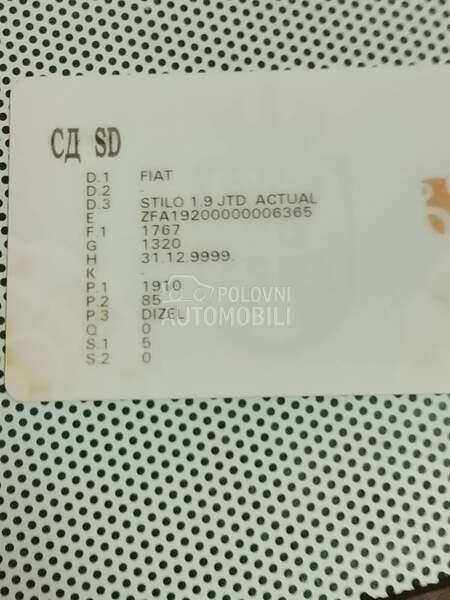 СД SD
D.1 FIAT
D.2 -
D.3 STILO 1.9 JTD ACTUAL
E ZFA19200000006365
F.1 1767
G 1320
H 31.12.9999.
K -
P.1 1910
P.2 85
P.3 DIZEL
Q 0
S.1 5
S.2 0
POLOVNI
AUTOMOBILI